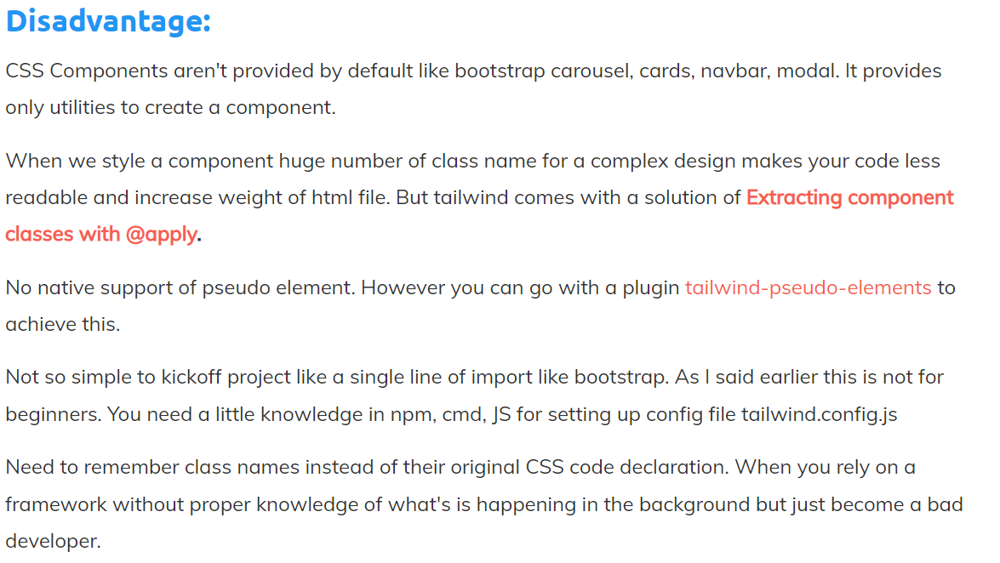 Disadvantage:
CSS Components aren't provided by default like bootstrap carousel, cards, navbar, modal. It provides
only utilities to create a component.
When we style a component huge number of class name for a complex design makes your code less
readable and increase weight of html file. But tailwind comes with a solution of Extracting component
classes with @apply.
No native support of pseudo element. However you can go with a plugin tailwind-pseudo-elements to
achieve this.
Not so simple to kickoff project like a single line of import like bootstrap. As I said earlier this is not for
beginners. You need a little knowledge in npm, cmd, JS for setting up config file tailwind.config.js
Need to remember class names instead of their original CSS code declaration. When you rely on a
framework without proper knowledge of what's is happening in the background but just become a bad
developer.